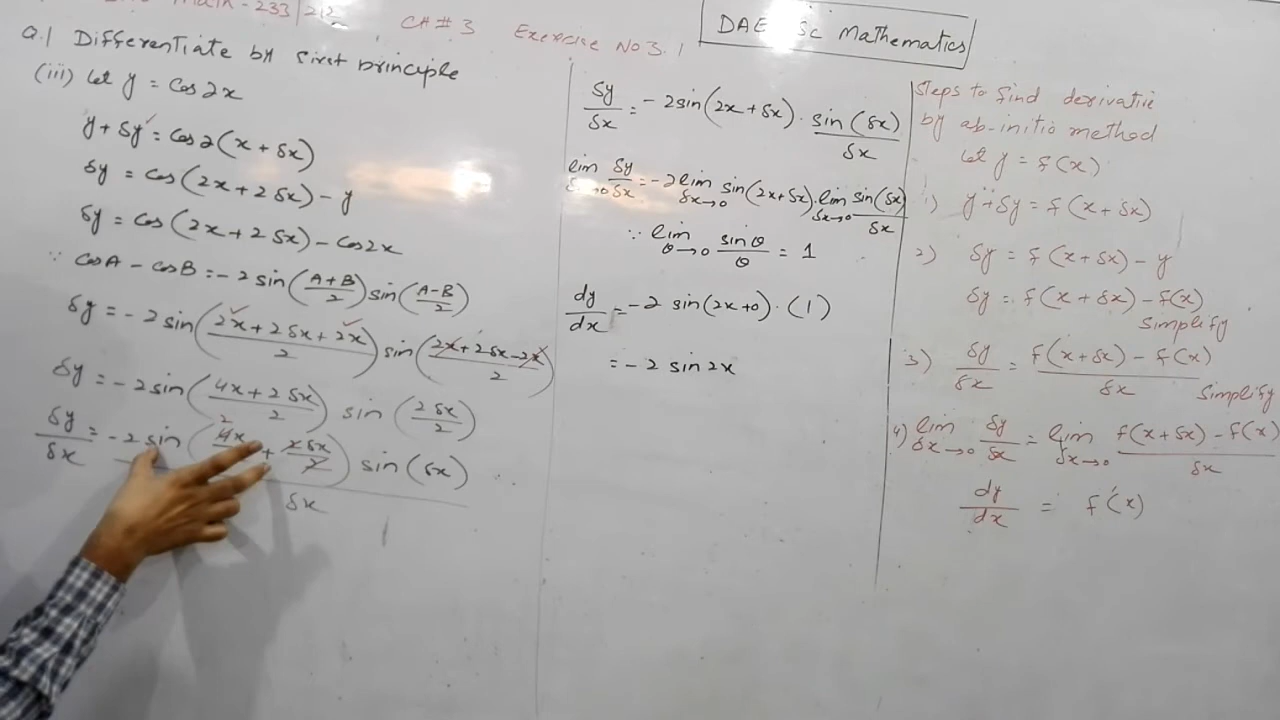 Math-233/212
CH# 3 Exercise No 3.1
DAE Sc Mathematics
Q.1 Differentiate by first principle
(iii) let y = Cos 2x
y + δy = Cos 2(x + δx)
δy = cos (2x + 2δx) - y
δy = cos (2x + 2δx) - cos2x
∵ cosA - cosB = -2 sin((A+B)/2) sin((A-B)/2)
δy = -2 sin((2x + 2δx + 2x)/2) sin((2x + 2δx - 2x)/2)
δy = -2 sin((4x + 2δx)/2) sin (2δx/2)
δy/δx = -2 sin (4x + 2δx/2) sin (δx) / δx
δy/δx = -2 sin(2x + δx) · sin (δx)/δx
lim δx→0 δy/δx = -2 lim δx→0 sin(2x + δx) · lim δx→0 sin(δx)/δx
∵ lim θ→0 sinθ/θ = 1
dy/dx = -2 sin(2x+0) · (1)
= -2 sin 2x
Steps to find derivative
by ab-initio method
let y = f(x)
1) y + δy = f(x + δx)
2) δy = f(x + δx) - y
δy = f(x + δx) - f(x)
simplify
3) δy/δx = f(x + δx) - f(x) / δx
simplify
4) lim δx→0 δy/δx = lim δx→0 f(x + δx) - f(x) / δx
dy/dx = f'(x)